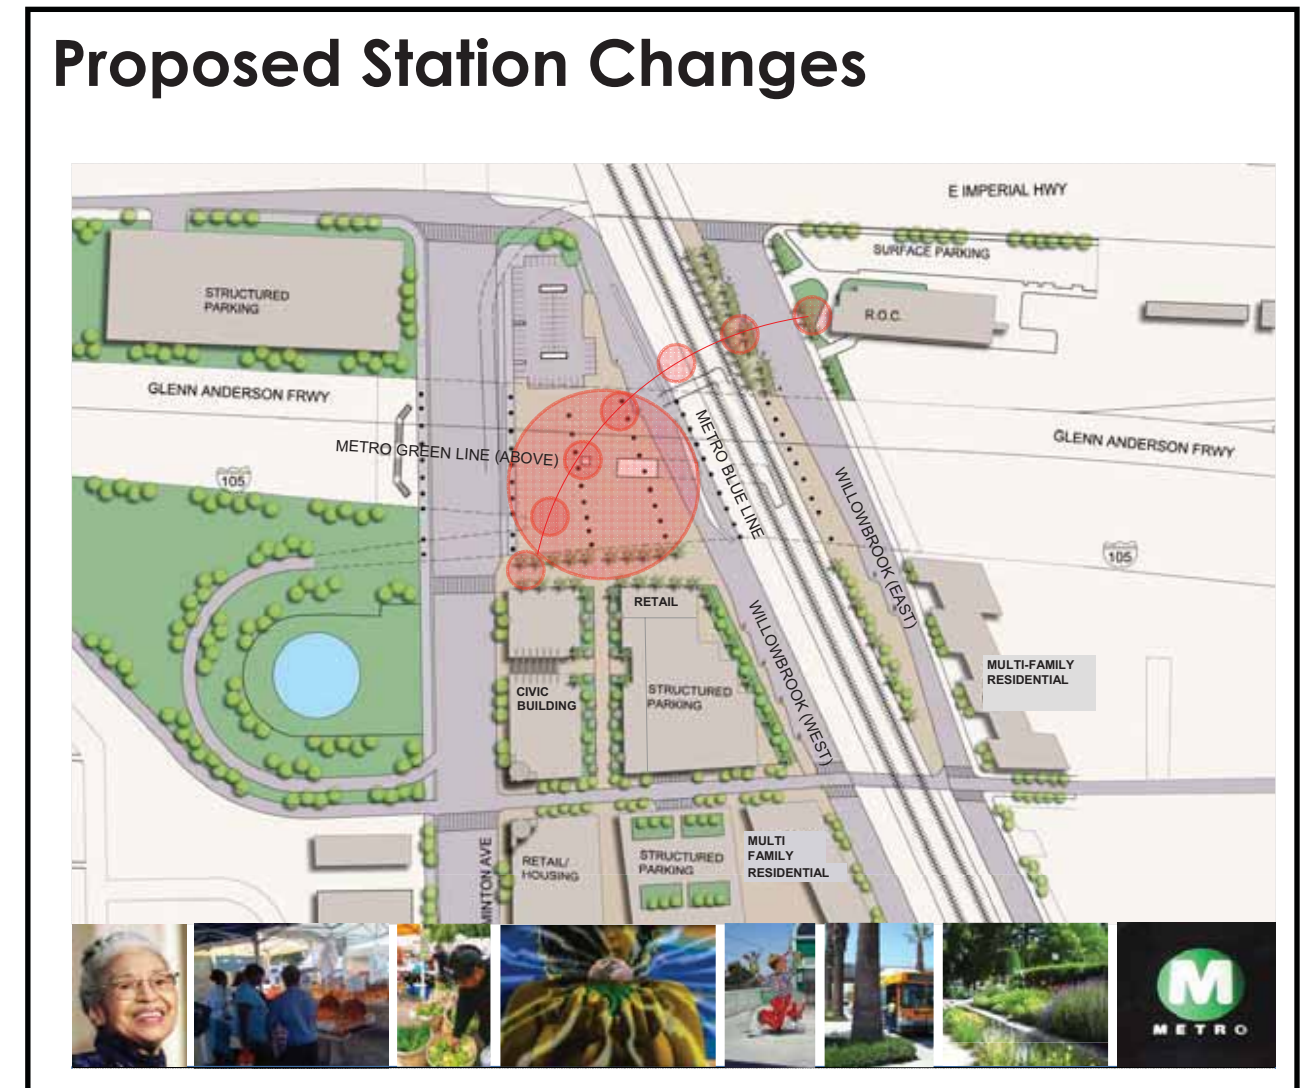 Proposed Station Changes
E IMPERIAL HWY
SURFACE PARKING
STRUCTURED
PARKING
R.O.C.
GLENN ANDERSON FRWY
METRO GREEN LINE (ABOVE)
METRO BLUE LINE
GLENN ANDERSON FRWY
105
WILLOWBROOK (EAST)
105
RETAIL
WILLOWBROOK (WEST)
MULTI-FAMILY
RESIDENTIAL
CIVIC
BUILDING
STRUCTURED
PARKING
MINTON AVE
RETAIL/
HOUSING
STRUCTURED
PARKING
MULTI
FAMILY
RESIDENTIAL
M
METRO